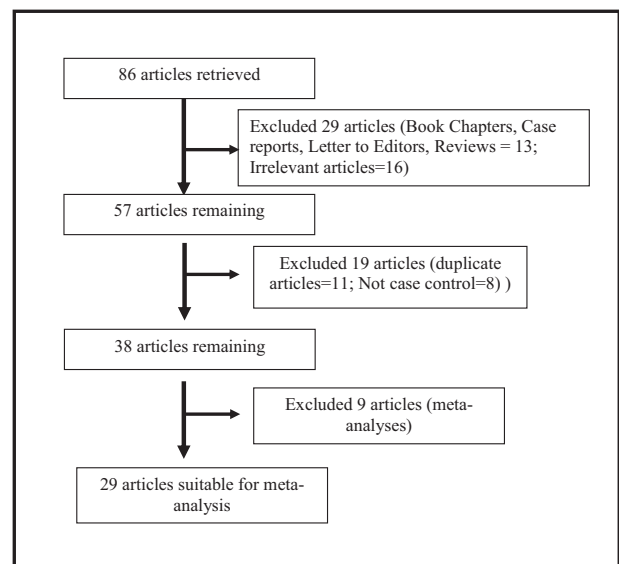 86 articles retrieved
Excluded 29 articles (Book Chapters, Case
reports, Letter to Editors, Reviews = 13;
Irrelevant articles=16)
57 articles remaining
Excluded 19 articles (duplicate
articles=11; Not case control=8) )
38 articles remaining
Excluded 9 articles (meta-
analyses)
29 articles suitable for meta-
analysis